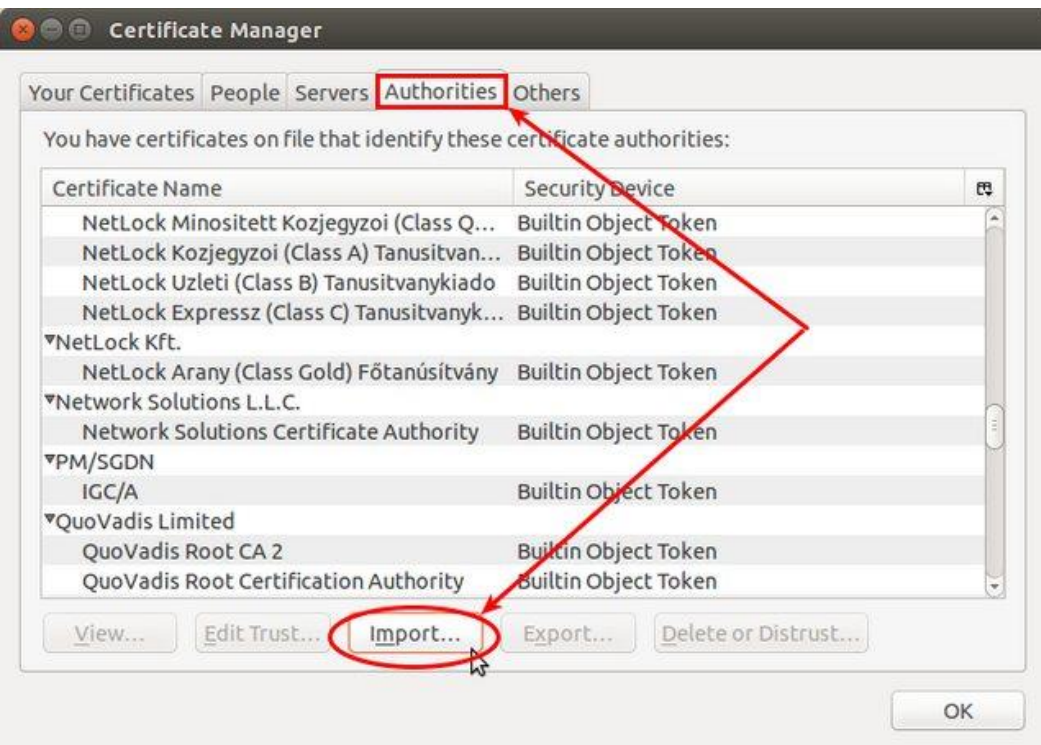 Certificate Manager
Your Certificates People Servers Authorities Others
You have certificates on file that identify these certificate authorities:
Certificate Name Security Device
NetLock Minositett Kozjegyzoi (Class Q... Builtin Object Token
NetLock Kozjegyzoi (Class A) Tanusitvan... Builtin Object Token
NetLock Uzleti (Class B) Tanusitvanykiado Builtin Object Token
NetLock Expressz (Class C) Tanusitvanyk... Builtin Object Token
NetLock Kft.
NetLock Arany (Class Gold) Főtanúsítvány Builtin Object Token
Network Solutions L.L.C.
Network Solutions Certificate Authority Builtin Object Token
PM/SGDN
IGC/A Builtin Object Token
QuoVadis Limited
QuoVadis Root CA 2 Builtin Object Token
QuoVadis Root Certification Authority Builtin Object Token
View... Edit Trust... Import... Export... Delete or Distrust...
OK